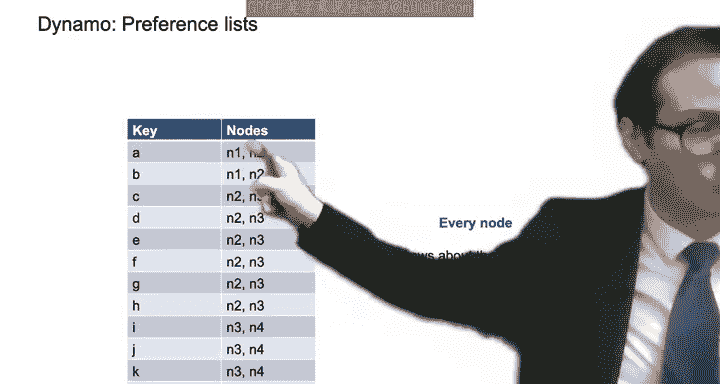 Dynamo: Preference lists
Key Nodes
a n1,
b n1, n2
c n2,
d n2, n3
e n2, n3
f n2, n3
g n2, n3
h n2, n3
i n3, n4
j n3, n4
k n3, n4
Every node
about